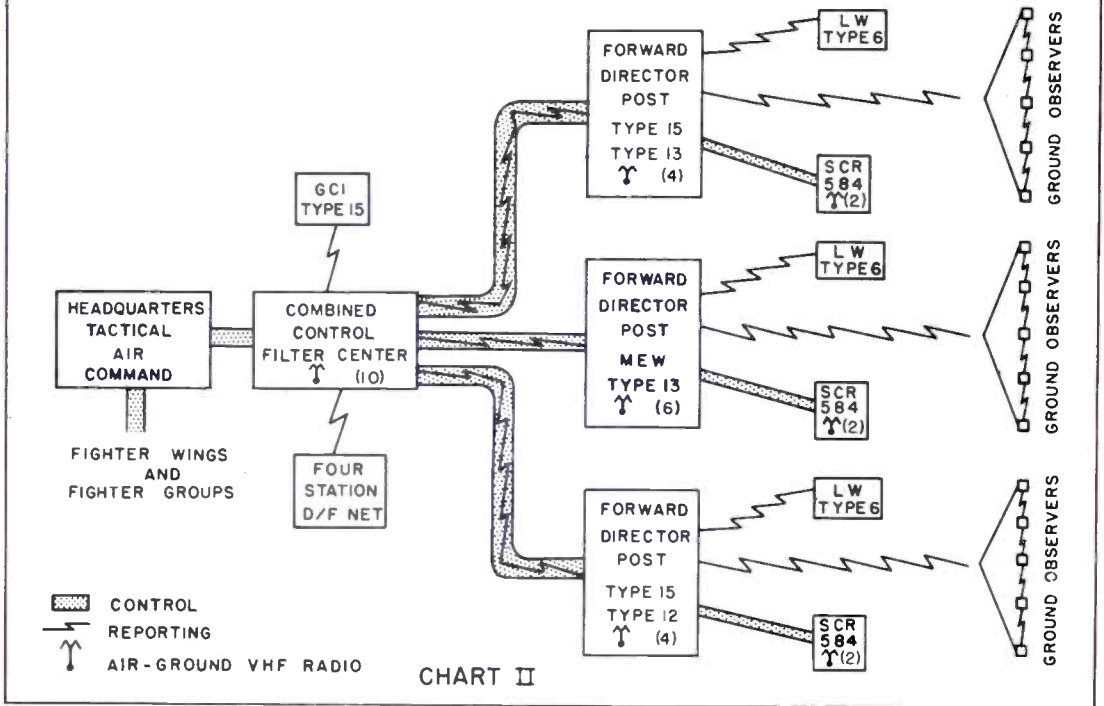 FORWARD
DIRECTOR
POST
TYPE 15
TYPE 13
(4)
LW
TYPE 6
SCR
584
(2)
GROUND OBSERVERS
GCI
TYPE 15
HEADQUARTERS
TACTICAL
AIR
COMMAND
COMBINED
CONTROL
FILTER CENTER
(10)
FORWARD
DIRECTOR
POST
MEW
TYPE 13
(6)
LW
TYPE 6
SCR
584
(2)
GROUND OBSERVERS
FIGHTER WINGS
AND
FIGHTER GROUPS
FOUR
STATION
D/F NET
FORWARD
DIRECTOR
POST
TYPE 15
TYPE 12
(4)
LW
TYPE 6
SCR
584
(2)
GROUND OBSERVERS
CONTROL
REPORTING
AIR-GROUND VHF RADIO
CHART II